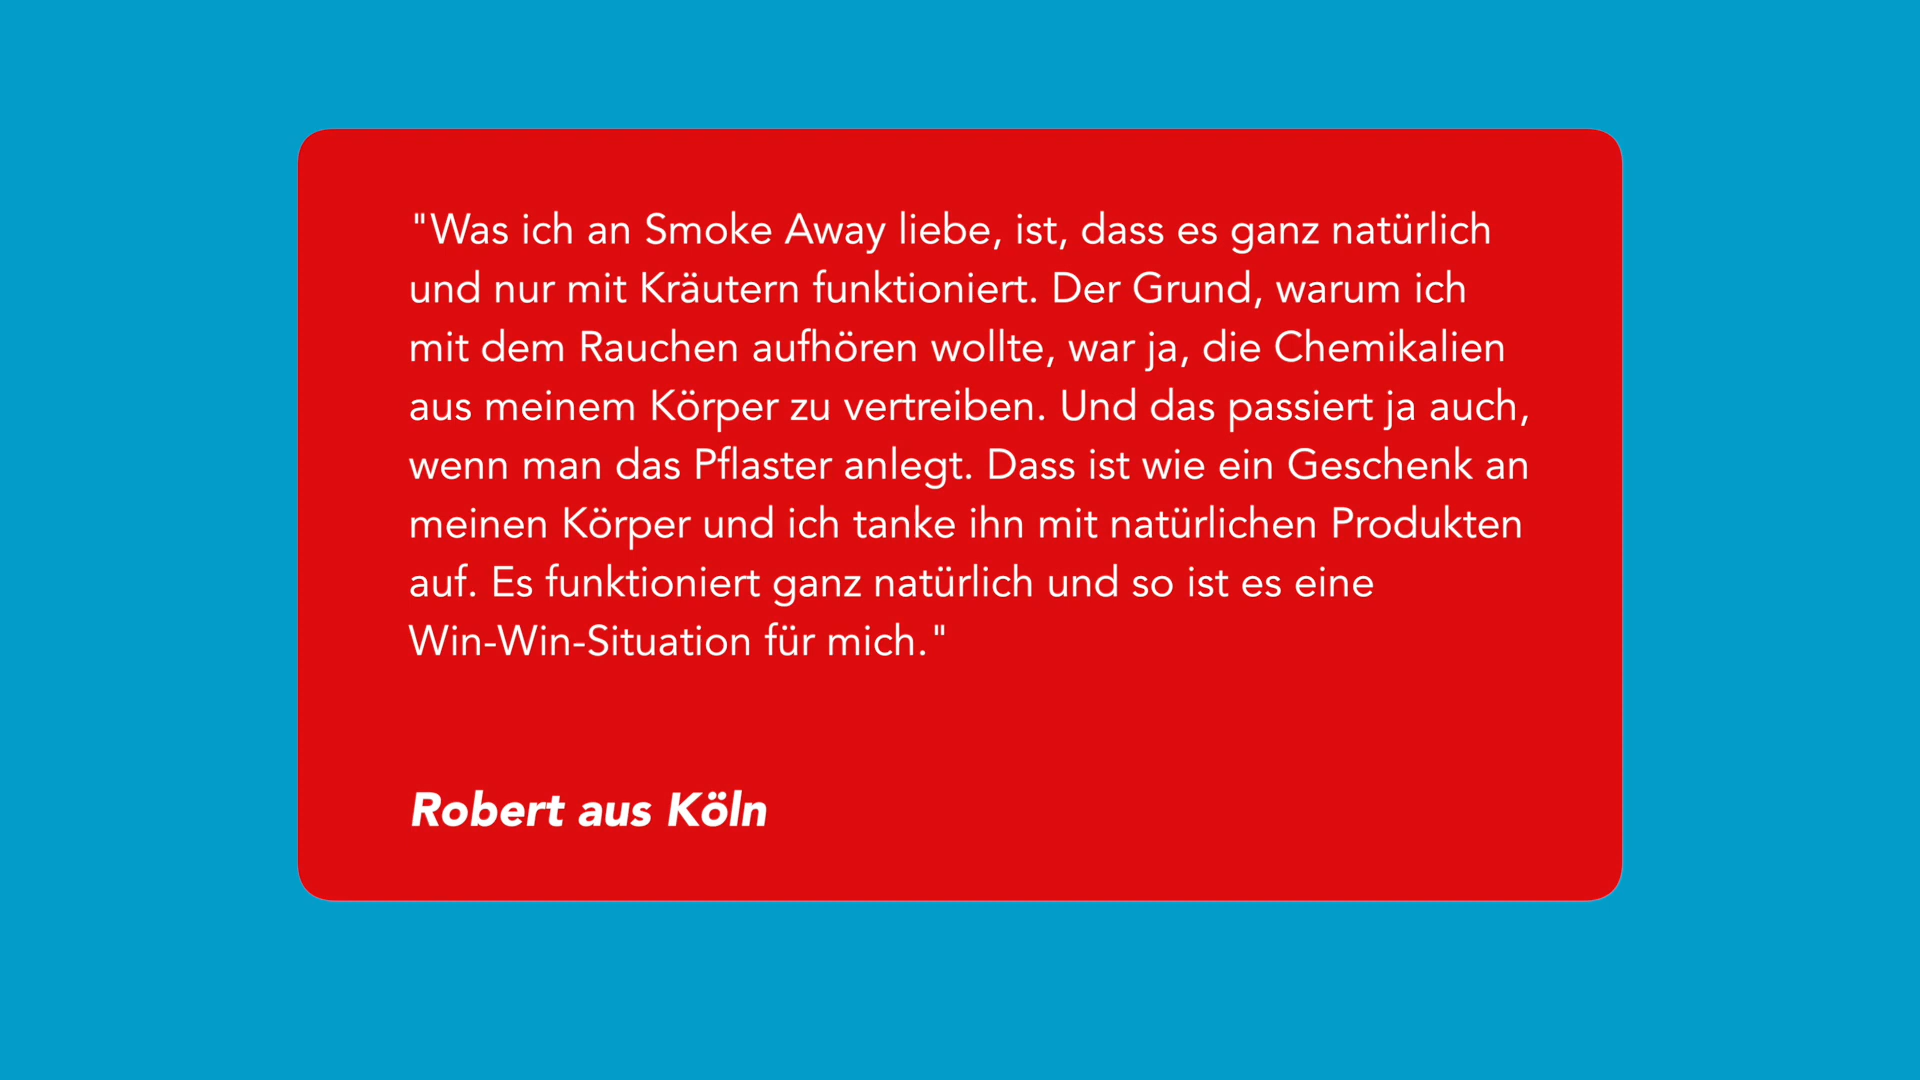 "Was ich an Smoke Away liebe, ist, dass es ganz natürlich
und nur mit Kräutern funktioniert. Der Grund, warum ich
mit dem Rauchen aufhören wollte, war ja, die Chemikalien
aus meinem Körper zu vertreiben. Und das passiert ja auch,
wenn man das Pflaster anlegt. Dass ist wie ein Geschenk an
meinen Körper und ich tanke ihn mit natürlichen Produkten
auf. Es funktioniert ganz natürlich und so ist es eine
Win-Win-Situation für mich."
Robert aus Köln